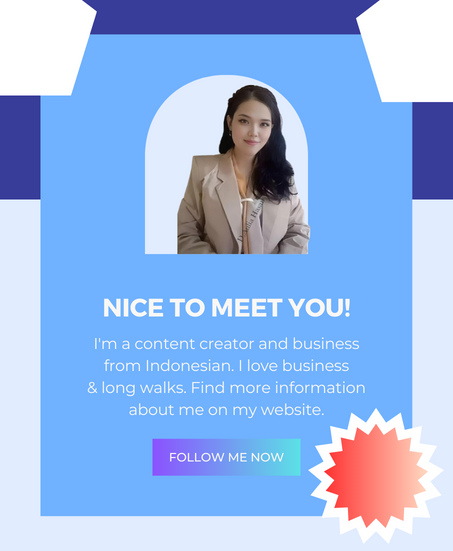 NICE TO MEET YOU!
I'm a content creator and business
from Indonesian. I love business
& long walks. Find more information
about me on my website.
FOLLOW ME NOW